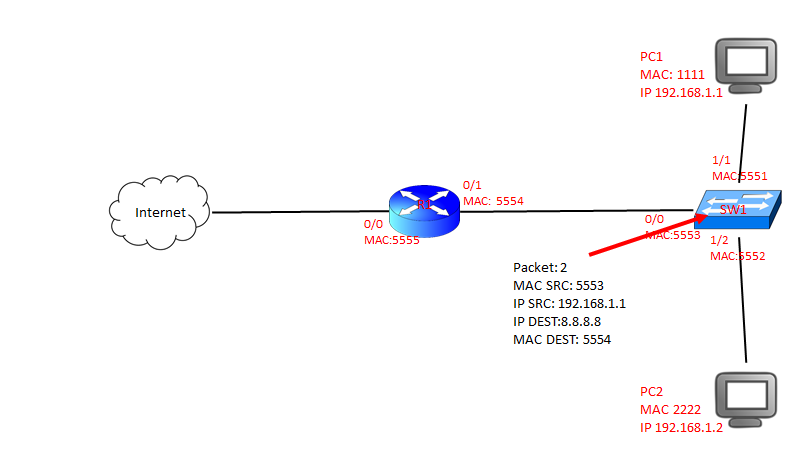 PC1
MAC: 1111
IP 192.168.1.1
1/1
MAC:5551
0/1
MAC: 5554
R1
Internet
SW1
0/0
MAC:5555
0/0
MAC:5553
1/2
MAC:5552
Packet: 2
MAC SRC: 5553
IP SRC: 192.168.1.1
IP DEST:8.8.8.8
MAC DEST: 5554
PC2
MAC 2222
IP 192.168.1.2